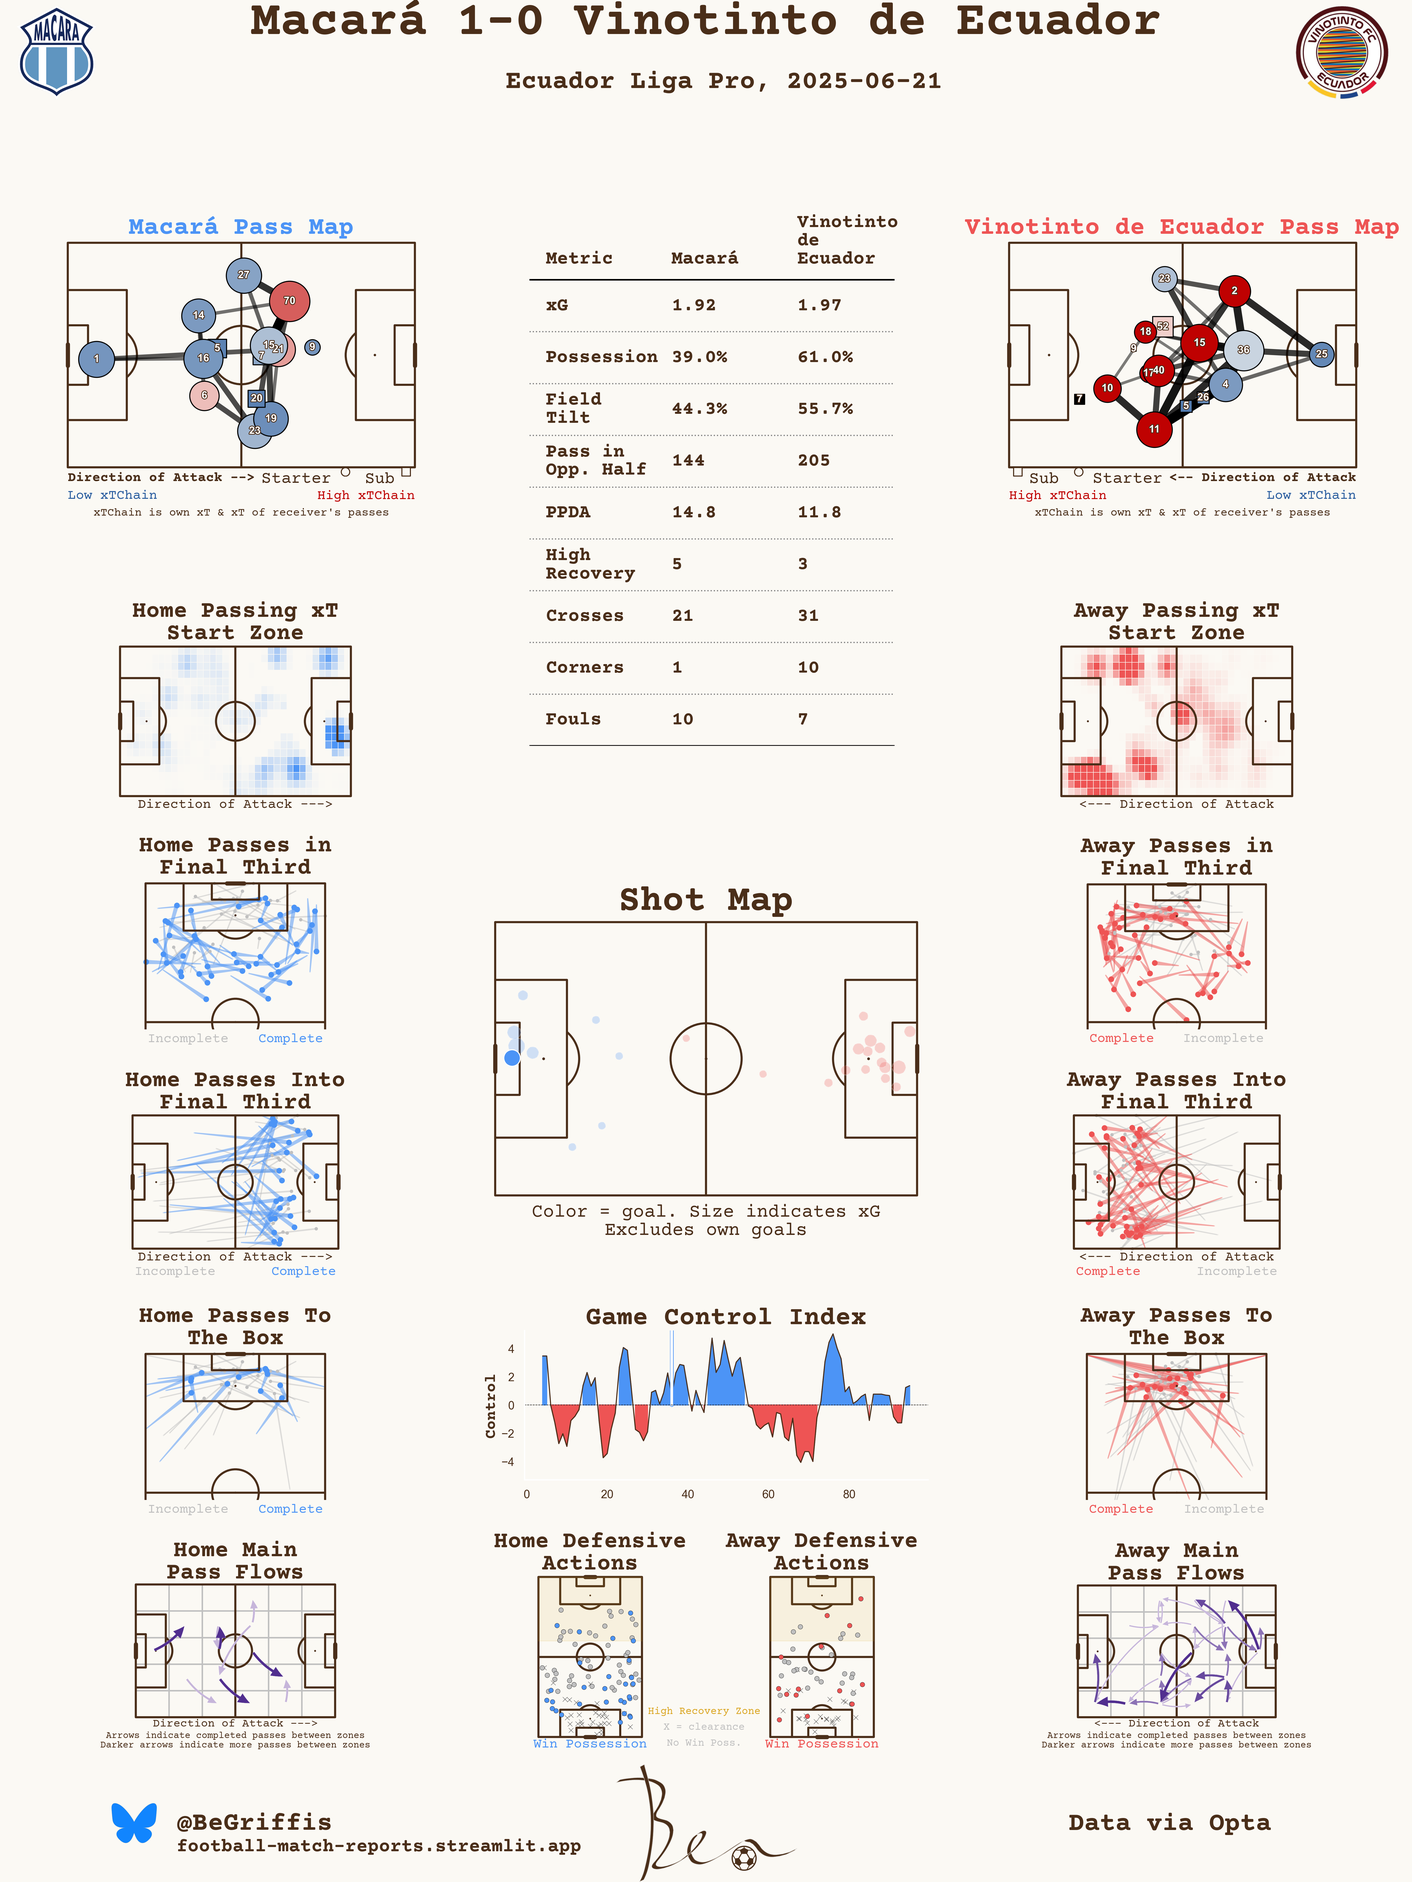 Macará 1-0 Vinotinto de Ecuador
Ecuador Liga Pro, 2025-06-21
MACARA
VINOTINTO FC
ECUADOR
Macará Pass Map
27
70
14
15
21
9
5
7
16
1
6
20
19
23
Direction of Attack --> Starter Sub
Low xTChain High xTChain
xTChain is own xT & xT of receiver's passes
Metric Macará Vinotinto
de
Ecuador
xG 1.92 1.97
Possession 39.0% 61.0%
Field
Tilt 44.3% 55.7%
Pass in
Opp. Half 144 205
PPDA 14.8 11.8
High
Recovery 5 3
Crosses 21 31
Corners 1 10
Fouls 10 7
Vinotinto de Ecuador Pass Map
23
2
18
52
9
15
36
25
17
40
10
4
7
5
26
11
Sub Starter <-- Direction of Attack
High xTChain Low xTChain
xTChain is own xT & xT of receiver's passes
Home Passing xT
Start Zone
Direction of Attack --->
Away Passing xT
Start Zone
<--- Direction of Attack
Home Passes in
Final Third
Incomplete Complete
Away Passes in
Final Third
Complete Incomplete
Shot Map
Color = goal. Size indicates xG
Excludes own goals
Home Passes Into
Final Third
Direction of Attack --->
Incomplete Complete
Away Passes Into
Final Third
<--- Direction of Attack
Complete Incomplete
Home Passes To
The Box
Incomplete Complete
Game Control Index
Control
4
2
0
−2
−4
0 20 40 60 80
Away Passes To
The Box
Complete Incomplete
Home Main
Pass Flows
Direction of Attack --->
Arrows indicate completed passes between zones
Darker arrows indicate more passes between zones
Home Defensive
Actions
Win Possession
Away Defensive
Actions
Win Possession
High Recovery Zone
X = clearance
No Win Poss.
Away Main
Pass Flows
<--- Direction of Attack
Arrows indicate completed passes between zones
Darker arrows indicate more passes between zones
@BeGriffis
football-match-reports.streamlit.app
Ben
Data via Opta